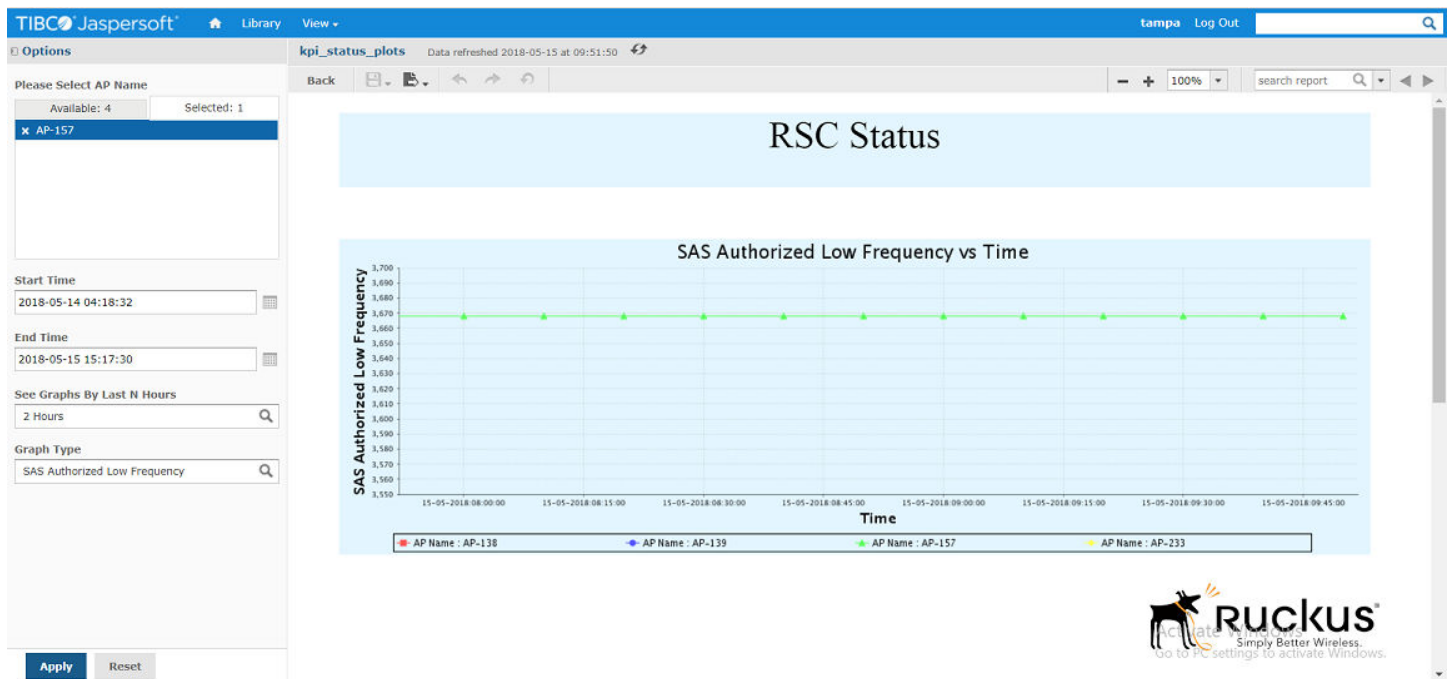 TIBCO Jaspersoft® Library View tampa Log Out
Options
kpi_status_plots Data refreshed 2018-05-15 at 09:51:50
Back 100% search report
Please Select AP Name
Available: 4 Selected: 1
x AP-157
Start Time
2018-05-14 04:18:32
End Time
2018-05-15 15:17:30
See Graphs By Last N Hours
2 Hours
Graph Type
SAS Authorized Low Frequency
Apply Reset
RSC Status
SAS Authorized Low Frequency vs Time
SAS Authorized Low Frequency
3,700
3,690
3,680
3,670
3,660
3,650
3,640
3,630
3,620
3,610
3,600
3,590
3,580
3,570
3,560
3,550
15-05-2018:08:00:00 15-05-2018:08:15:00 15-05-2018:08:30:00 15-05-2018:08:45:00 15-05-2018:09:00:00 15-05-2018:09:15:00 15-05-2018:09:30:00 15-05-2018:09:45:00
Time
AP Name : AP-138 AP Name : AP-139 AP Name : AP-157 AP Name : AP-233
RUCKUS®
Simply Better Wireless.
Activate Windows
Go to PC settings to activate Windows.